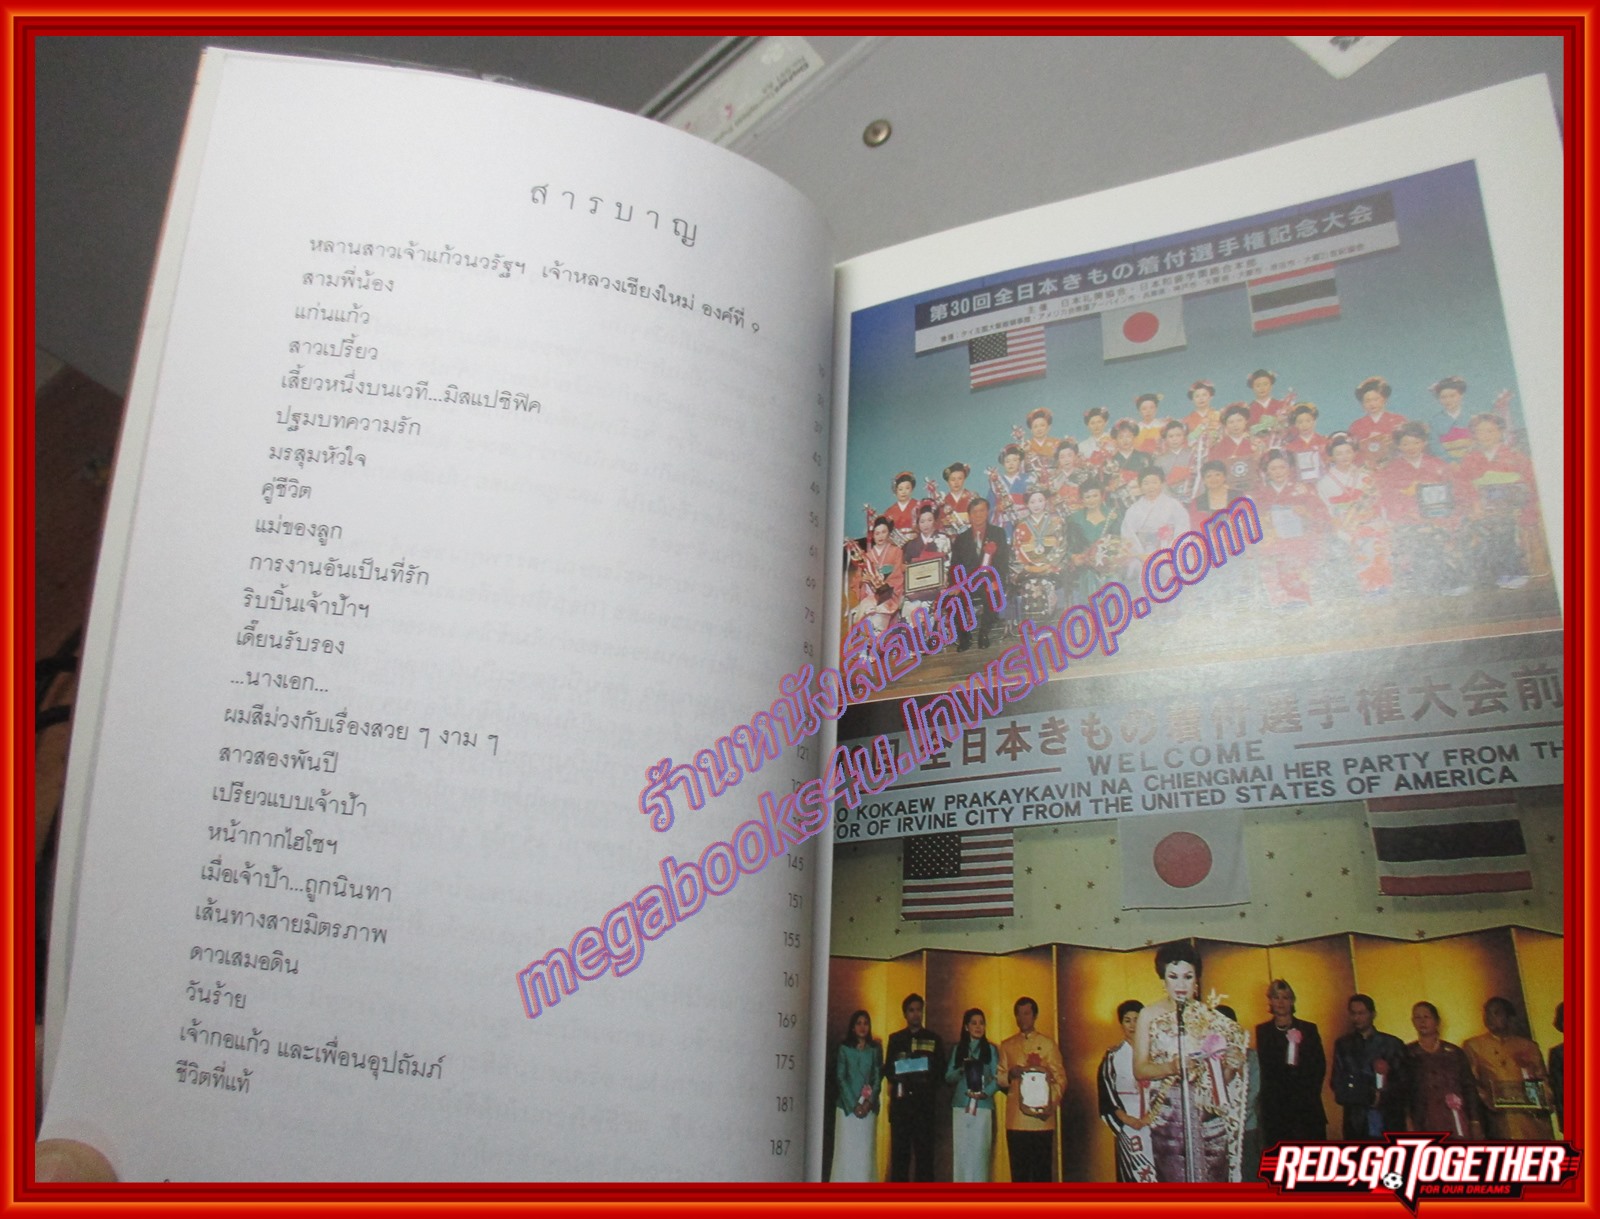 สารบาญ
หลานสาวเจ้าแก้วนวรัฐฯ เจ้าหลวงเชียงใหม่ องค์ที่ ๑
สามพี่น้อง
แก่นแก้ว
สาวเปรี้ยว
เสี้ยวหนึ่งบนเวที...มิสแปซิฟิค
ปฐมบทความรัก
มรสุมหัวใจ
คู่ชีวิต
แม่ของลูก
การงานอันเป็นที่รัก
ริบบิ้นเจ้าป้าฯ
เดี๊ยนรับรอง
...นางเอก...
ผมสีม่วงกับเรื่องสวย ๆ งาม ๆ
สาวสองพันปี
เปรียวแบบเจ้าป้า
หน้ากากไฮโซฯ
เมื่อเจ้าป้า...ถูกนินทา
เส้นทางสายมิตรภาพ
ดาวเสมอดิน
วันร้าย
เจ้ากอแก้ว และเพื่อนอุปถัมภ์
ชีวิตที่แท้
43
49
55
61
69
75
83
121
145
151
155
161
169
175
181
187
第30回全日本きもの着付選手権記念大会
全日本きもの着付選手権大会前
WELCOME
O KOKAEW PRAKAYKAVIN NA CHIENGMAI HER PARTY FROM TH
TOR OF IRVINE CITY FROM THE UNITED STATES OF AMERICA
ร้านหนังสือเก่า
megabooks4u.lnwshop.com
REDS,GO TOGETHER
FOR OUR DREAMS